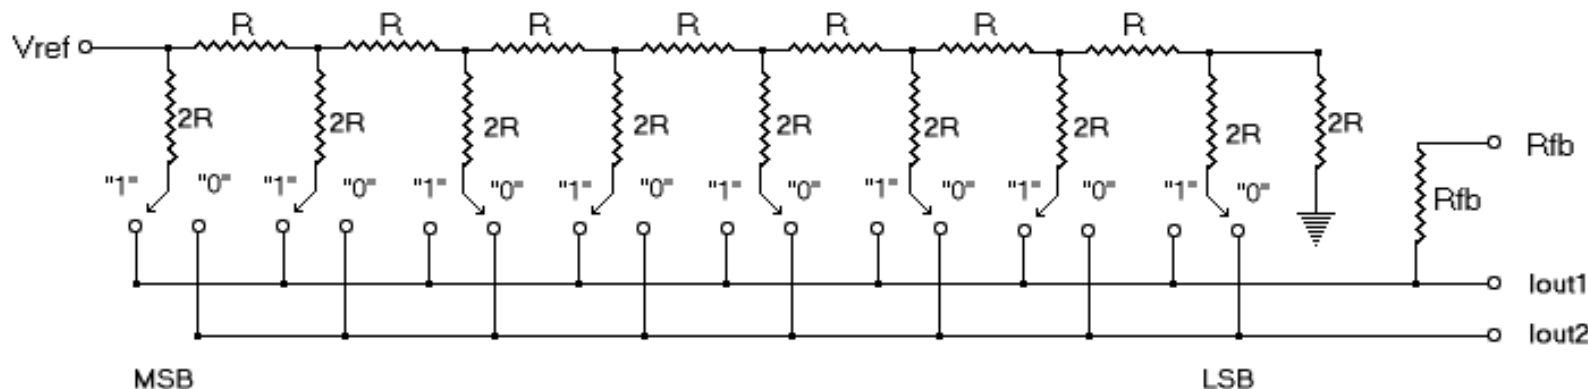 R R R R R R R
Vref
2R 2R 2R 2R 2R 2R 2R 2R 2R
Rfb
"1" "0" "1" "0" "1" "0" "1" "0" "1" "0" "1" "0" "1" "0" "1" "0"
Rfb
Iout1
Iout2
MSB LSB